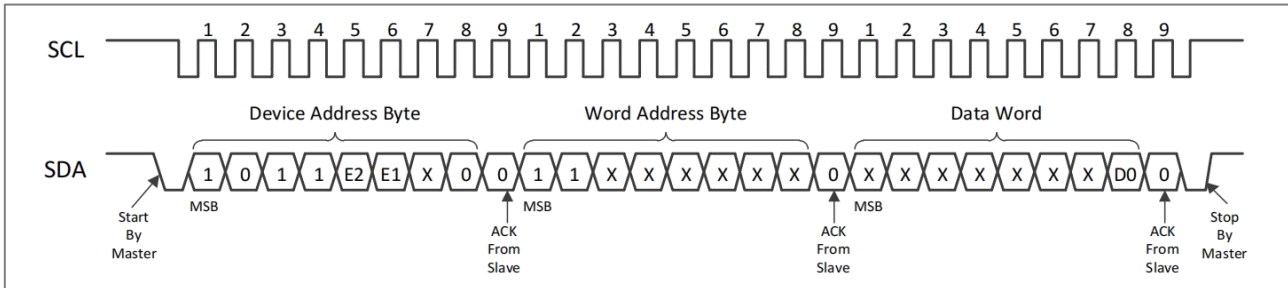 1 2 3 4 5 6 7 8 9 1 2 3 4 5 6 7 8 9 1 2 3 4 5 6 7 8 9
SCL
Device Address Byte Word Address Byte Data Word
SDA 1 0 1 1 E2 E1 X 0 0 1 1 X X X X X X 0 X X X X X X X D0 0
MSB MSB MSB
Start
By
Master
ACK
From
Slave
ACK
From
Slave
ACK
From
Slave
Stop
By
Master